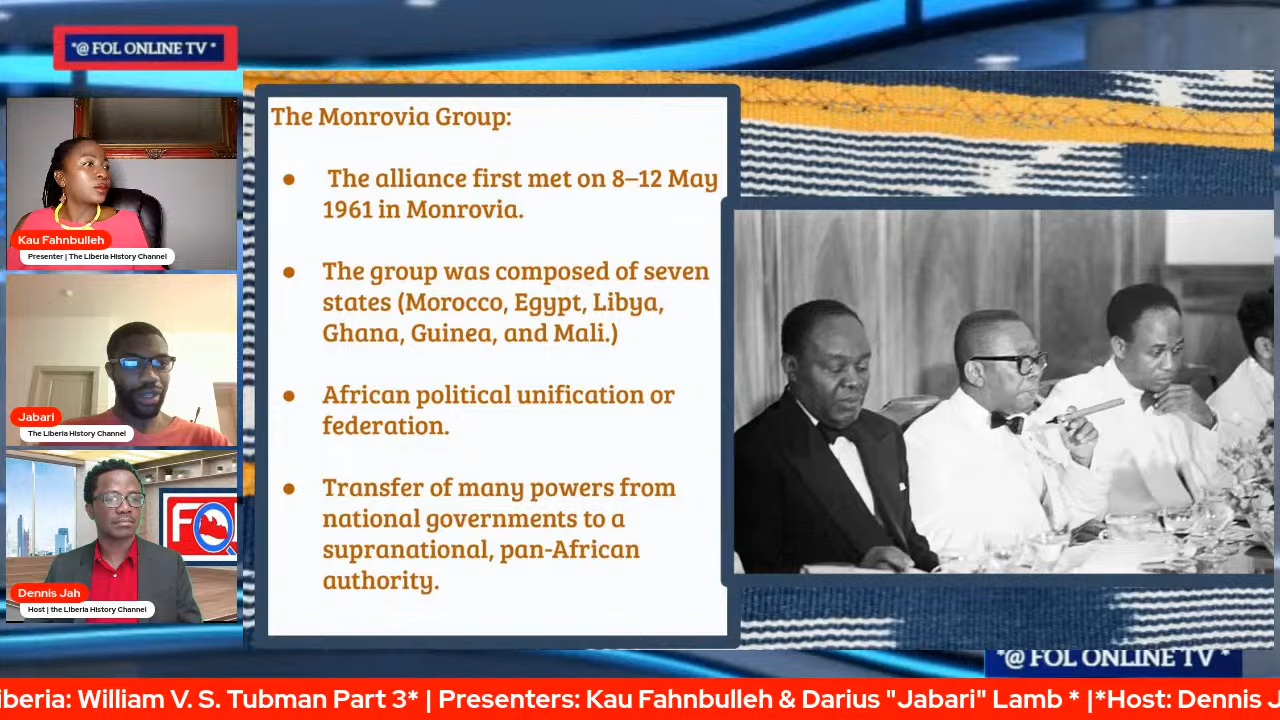 *@ FOL ONLINE TV *
Kau Fahnbulleh
Presenter | The Liberia History Channel
Jabari
The Liberia History Channel
Dennis Jah
Host | the Liberia History Channel
The Monrovia Group:
● The alliance first met on 8–12 May
1961 in Monrovia.
● The group was composed of seven
states (Morocco, Egypt, Libya,
Ghana, Guinea, and Mali.)
● African political unification or
federation.
● Transfer of many powers from
national governments to a
supranational, pan-African
authority.
*@ FOL ONLINE TV *
iberia: William V. S. Tubman Part 3* | Presenters: Kau Fahnbulleh & Darius "Jabari" Lamb * |*Host: Dennis J